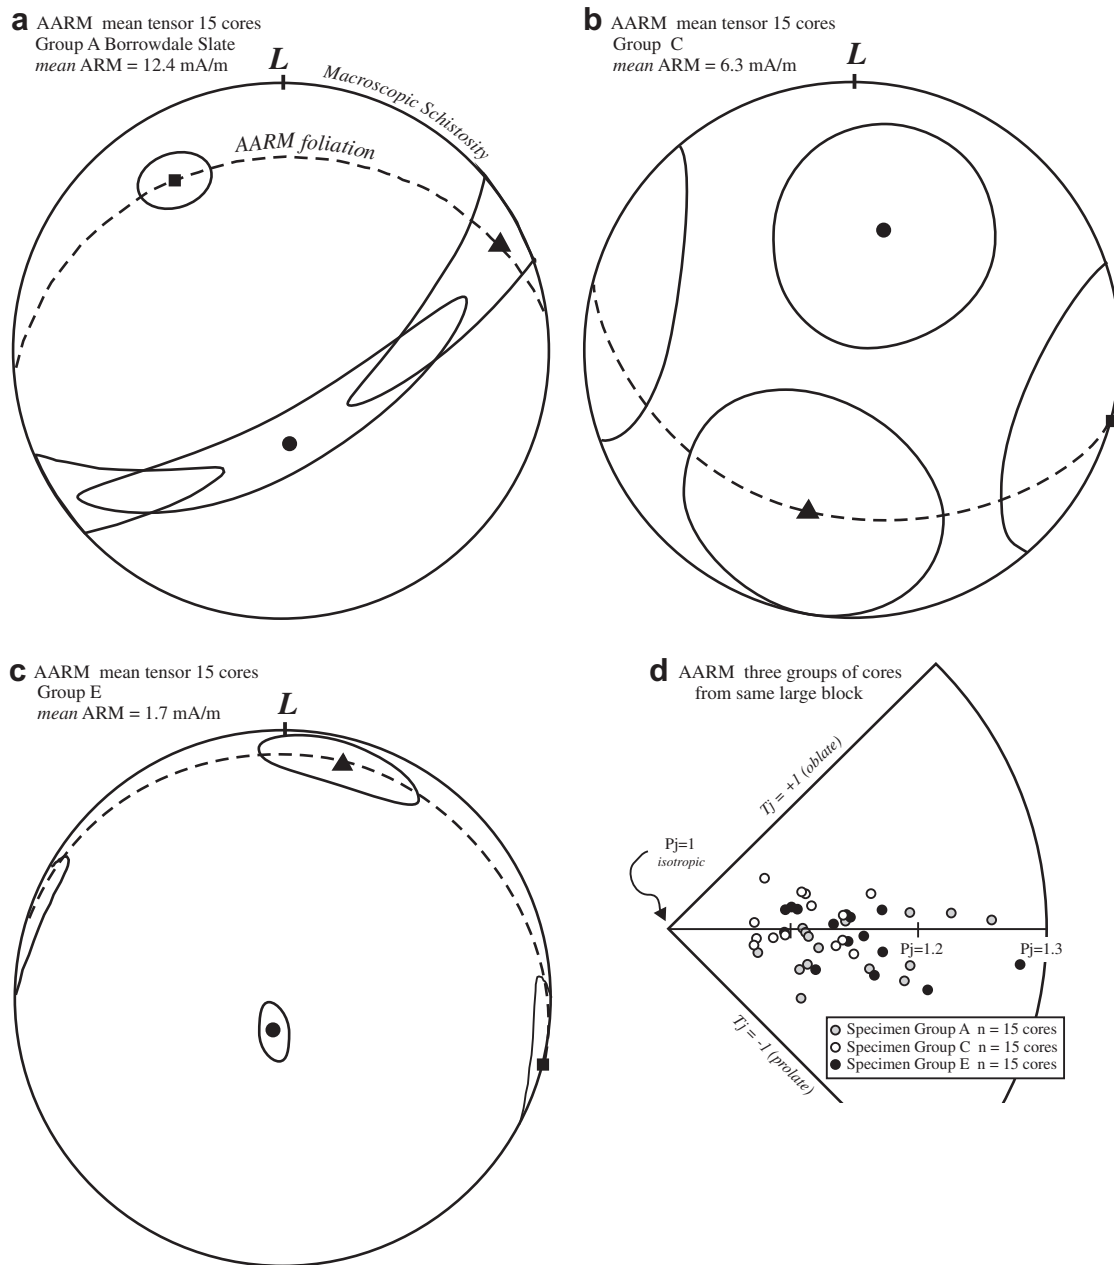 a AARM mean tensor 15 cores
Group A Borrowdale Slate
mean ARM = 12.4 mA/m
L
Macroscopic Schistosity
AARM foliation
b AARM mean tensor 15 cores
Group C
mean ARM = 6.3 mA/m
L
c AARM mean tensor 15 cores
Group E
mean ARM = 1.7 mA/m
L
d AARM three groups of cores
from same large block
Tj = +1 (oblate)
Pj=1
isotropic
Pj=1.2
Pj=1.3
Tj = -1 (prolate)
Specimen Group A n = 15 cores
Specimen Group C n = 15 cores
Specimen Group E n = 15 cores